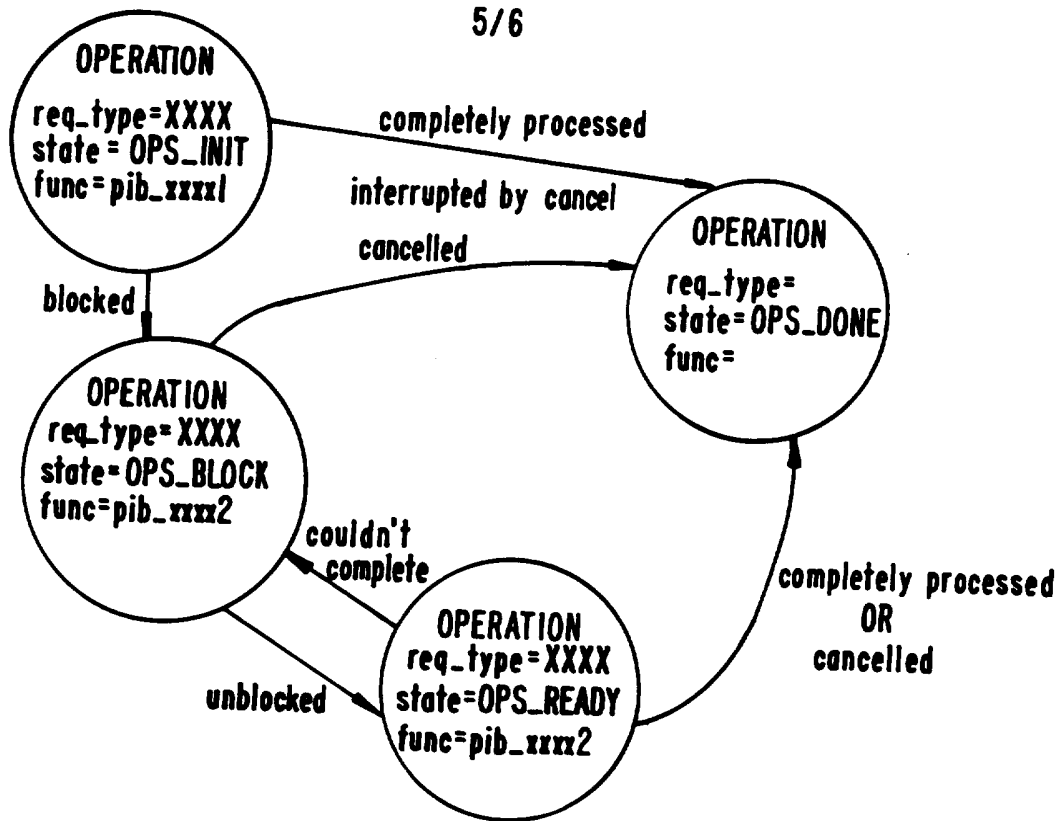 5/6
OPERATION
req_type=XXXX
state = OPS_INIT
func=pib_xxxx1
completely processed
interrupted by cancel
cancelled
OPERATION
req_type=
state=OPS_DONE
func=
blocked
OPERATION
req_type=XXXX
state=OPS_BLOCK
func=pib_xxxx2
couldn't
complete
unblocked
OPERATION
req_type=XXXX
state=OPS_READY
func=pib_xxxx2
completely processed
OR
cancelled